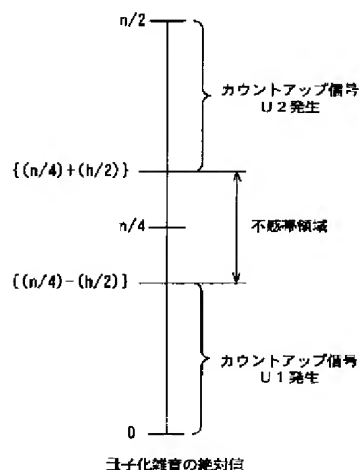 n/2
カウントアップ信号
U2発生
{(n/4)+(h/2)}
n/4
不感帯領域
{(n/4)-(h/2)}
カウントアップ信号
U1発生
0
量子化雑音の絶対値